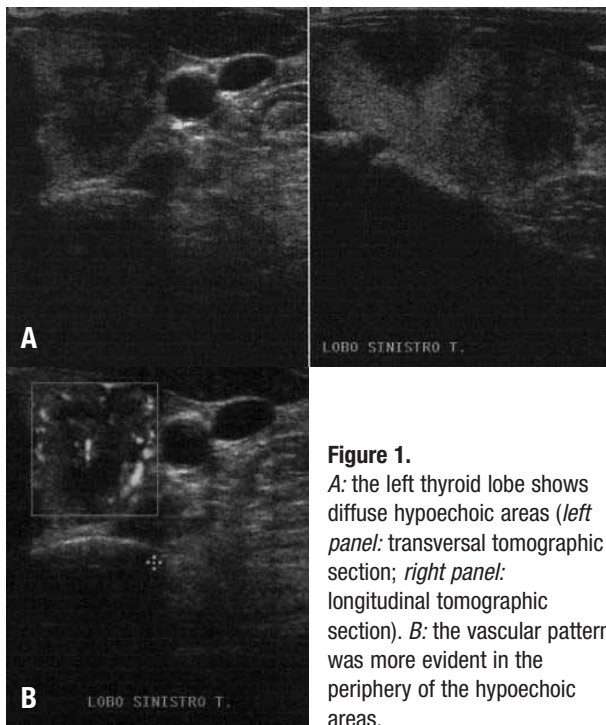 A
LOBO SINISTRO T.
B
LOBO SINISTRO T.
Figure 1.
A: the left thyroid lobe shows
diffuse hypoechoic areas (left
panel: transversal tomographic
section; right panel:
longitudinal tomographic
section). B: the vascular pattern
was more evident in the
periphery of the hypoechoic
areas.